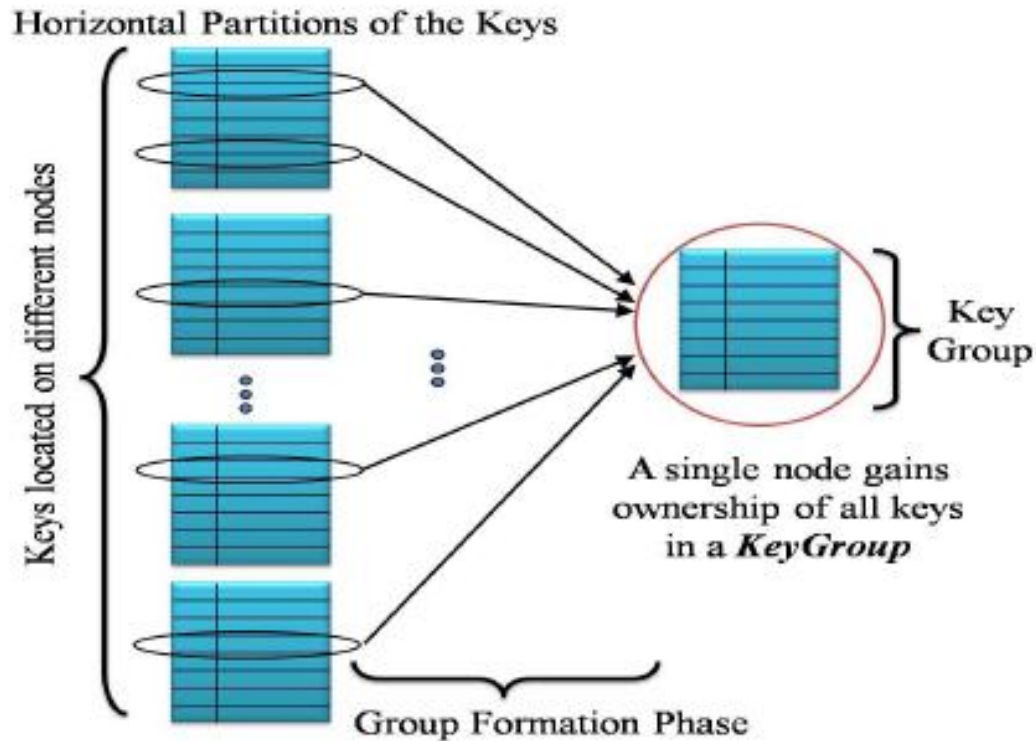 Horizontal Partitions of the Keys
Keys located on different nodes
Key
Group
A single node gains
ownership of all keys
in a KeyGroup
Group Formation Phase